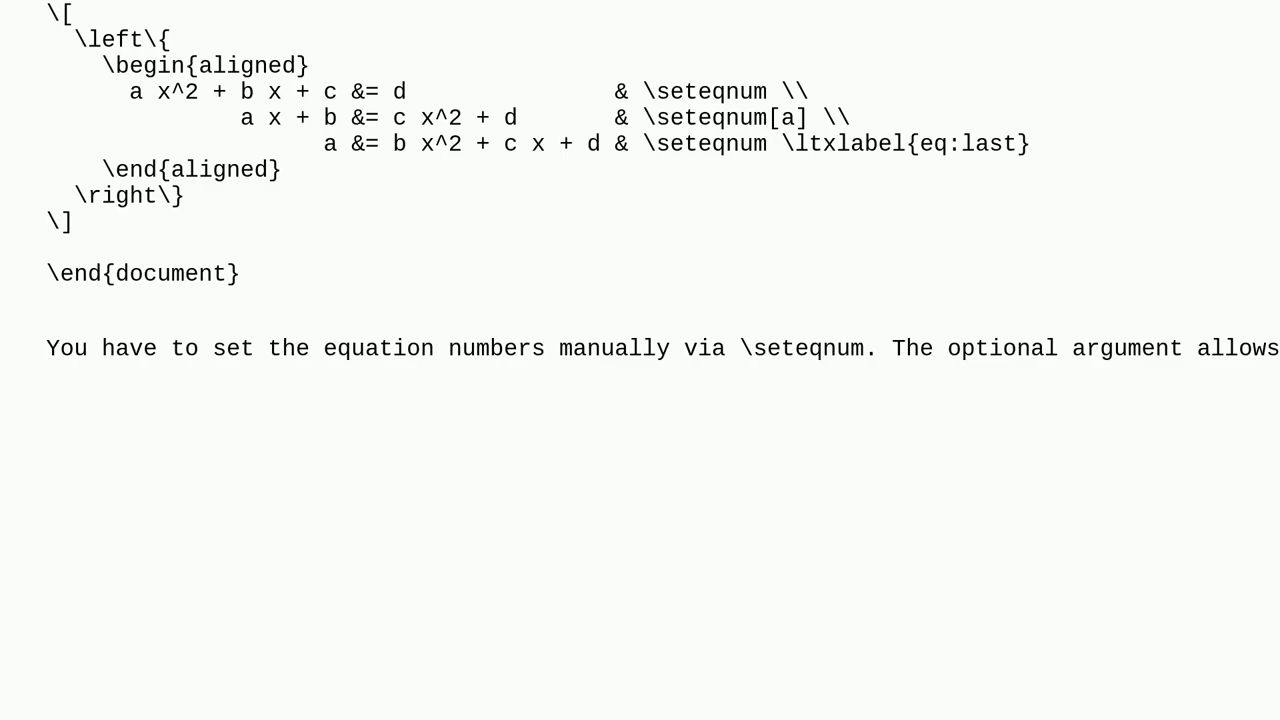 \[
  \left\{
    \begin{aligned}
      a x^2 + b x + c &= d               & \seteqnum \\
              a x + b &= c x^2 + d       & \seteqnum[a] \\
                    a &= b x^2 + c x + d & \seteqnum \ltxlabel{eq:last}
    \end{aligned}
  \right\}
\]
\end{document}
You have to set the equation numbers manually via \seteqnum. The optional argument allows